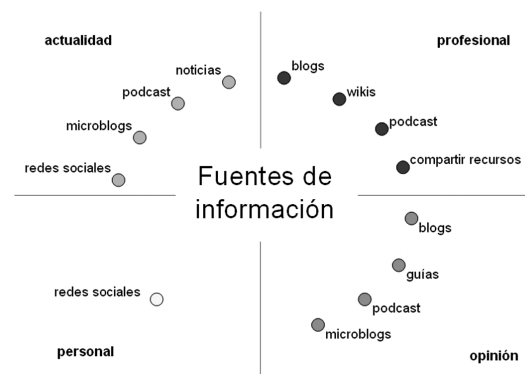 actualidad
profesional
noticias
podcast
microblogs
redes sociales
blogs
wikis
podcast
compartir recursos
Fuentes de
información
redes sociales
personal
blogs
guías
podcast
microblogs
opinión